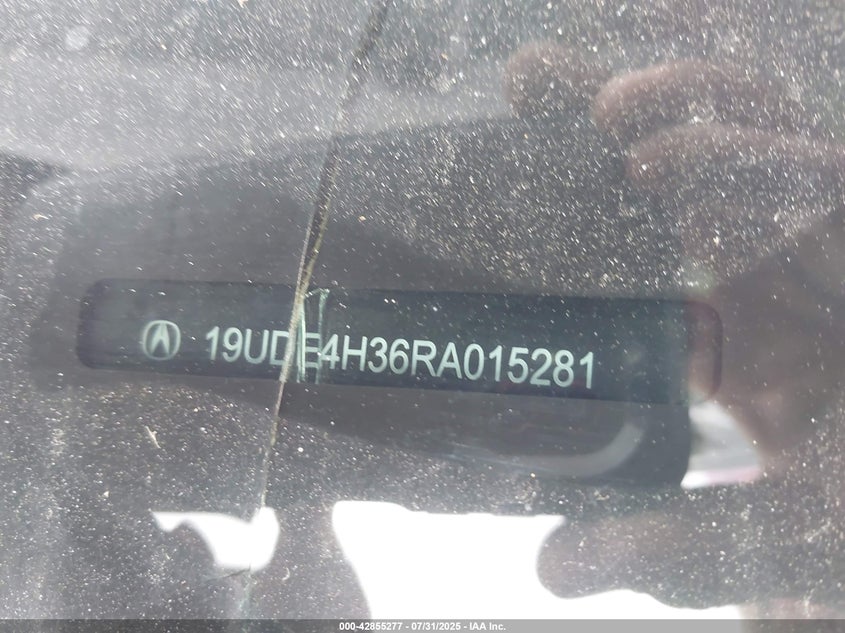 19UDE4H36RA015281
000-42855277 - 07/31/2025 - IAA Inc.